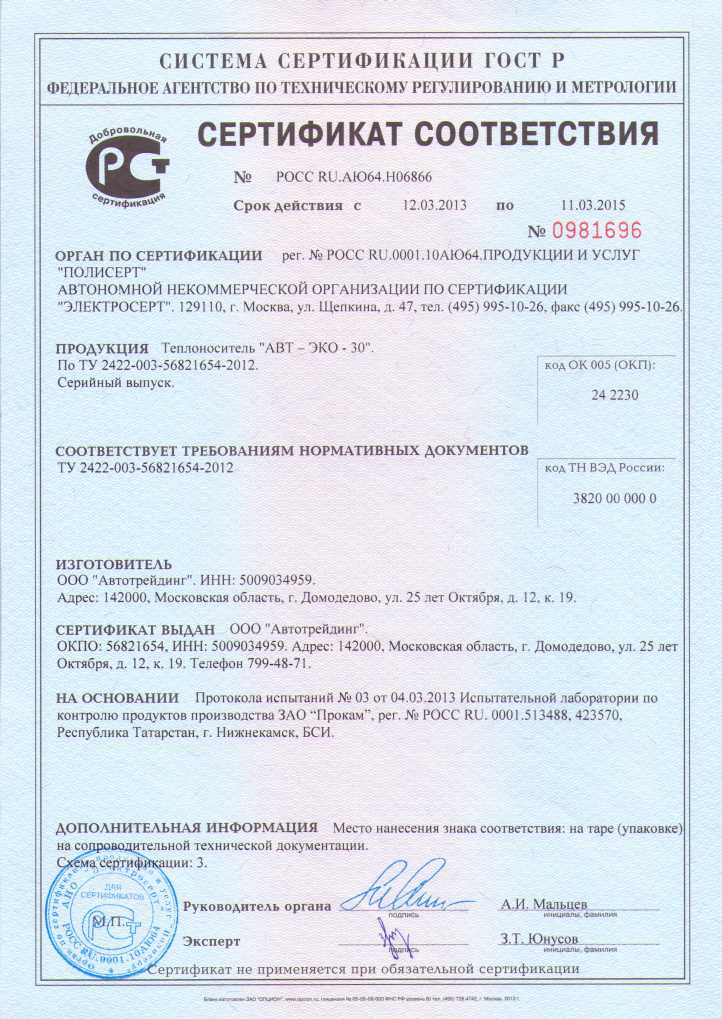 СИСТЕМА СЕРТИФИКАЦИИ ГОСТ Р
ФЕДЕРАЛЬНОЕ АГЕНТСТВО ПО ТЕХНИЧЕСКОМУ РЕГУЛИРОВАНИЮ И МЕТРОЛОГИИ
Добровольная
сертификация
СЕРТИФИКАТ СООТВЕТСТВИЯ
№ РОСС RU.АЮ64.Н06866
Срок действия с 12.03.2013 по 11.03.2015
№ 0981696
ОРГАН ПО СЕРТИФИКАЦИИ рег. № РОСС RU.0001.10АЮ64.ПРОДУКЦИИ И УСЛУГ
"ПОЛИСЕРТ"
АВТОНОМНОЙ НЕКОММЕРЧЕСКОЙ ОРГАНИЗАЦИИ ПО СЕРТИФИКАЦИИ
"ЭЛЕКТРОСЕРТ". 129110, г. Москва, ул. Щепкина, д. 47, тел. (495) 995-10-26, факс (495) 995-10-26.
ПРОДУКЦИЯ Теплоноситель "АВТ – ЭКО - 30".
По ТУ 2422-003-56821654-2012.
Серийный выпуск.
код ОК 005 (ОКП):
24 2230
СООТВЕТСТВУЕТ ТРЕБОВАНИЯМ НОРМАТИВНЫХ ДОКУМЕНТОВ
ТУ 2422-003-56821654-2012
код ТН ВЭД России:
3820 00 000 0
ИЗГОТОВИТЕЛЬ
ООО "Автотрейдинг". ИНН: 5009034959.
Адрес: 142000, Московская область, г. Домодедово, ул. 25 лет Октября, д. 12, к. 19.
СЕРТИФИКАТ ВЫДАН ООО "Автотрейдинг".
ОКПО: 56821654, ИНН: 5009034959. Адрес: 142000, Московская область, г. Домодедово, ул. 25 лет
Октября, д. 12, к. 19. Телефон 799-48-71.
НА ОСНОВАНИИ Протокола испытаний № 03 от 04.03.2013 Испытательной лаборатории по
контролю продуктов производства ЗАО “Прокам”, рег. № РОСС RU. 0001.513488, 423570,
Республика Татарстан, г. Нижнекамск, БСИ.
ДОПОЛНИТЕЛЬНАЯ ИНФОРМАЦИЯ Место нанесения знака соответствия: на таре (упаковке)
на сопроводительной технической документации.
Схема сертификации: 3.
ДЛЯ
СЕРТИФИКАТОВ
М.П.
РОСС RU.0001.10АЮ64
Руководитель органа
подпись
А.И. Мальцев
инициалы, фамилия
Эксперт
подпись
З.Т. Юнусов
инициалы, фамилия
Сертификат не применяется при обязательной сертификации